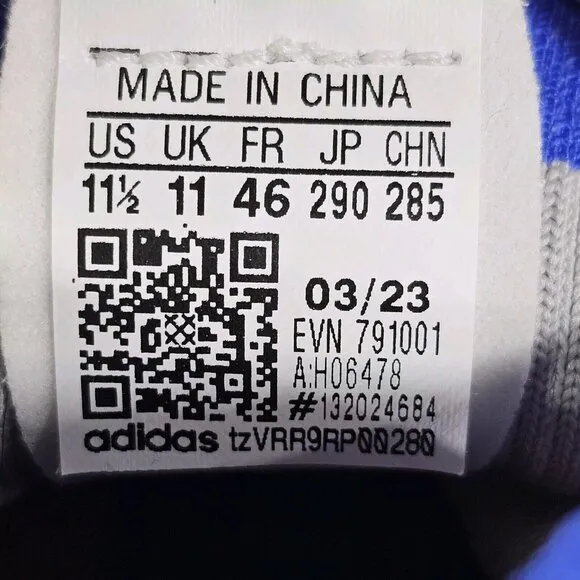 MADE IN CHINA
US UK FR JP CHN
11½ 11 46 290 285
03/23
EVN 791001
A:H06478
#132024684
adidas tzVRR9RP00280